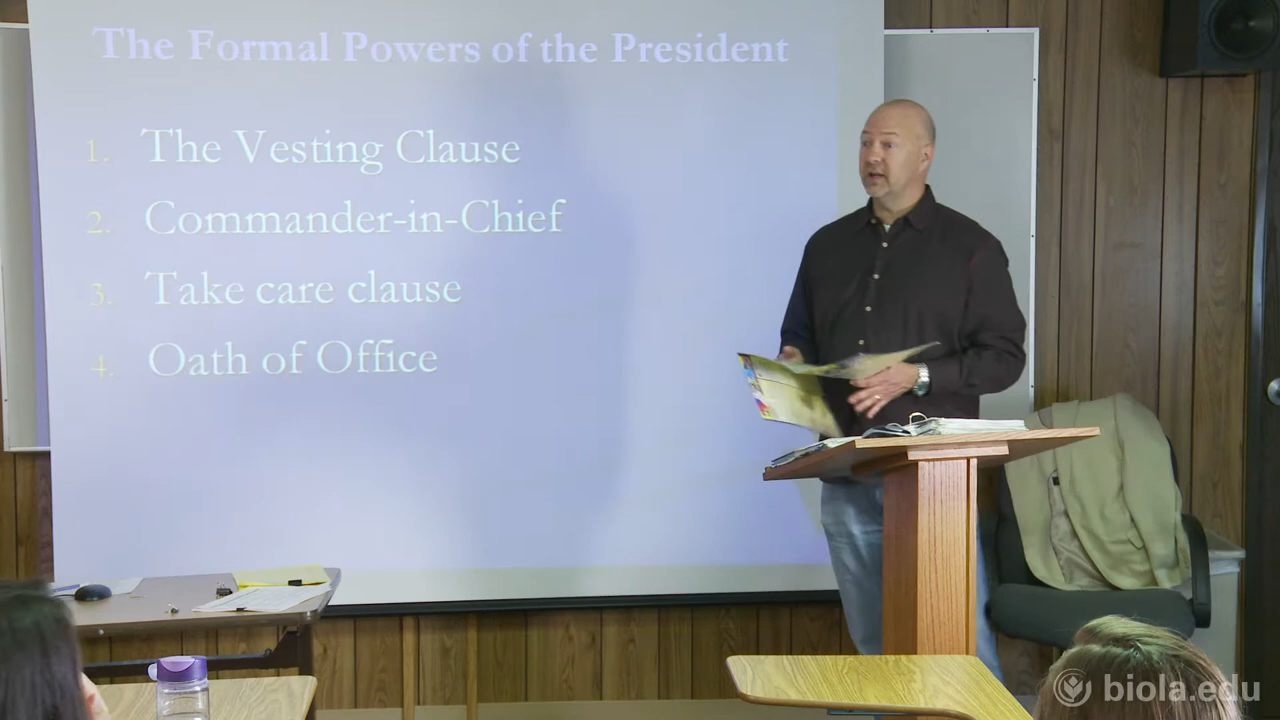 The Formal Powers of the President
1. The Vesting Clause
2. Commander-in-Chief
3. Take care clause
4. Oath of Office
biola.edu